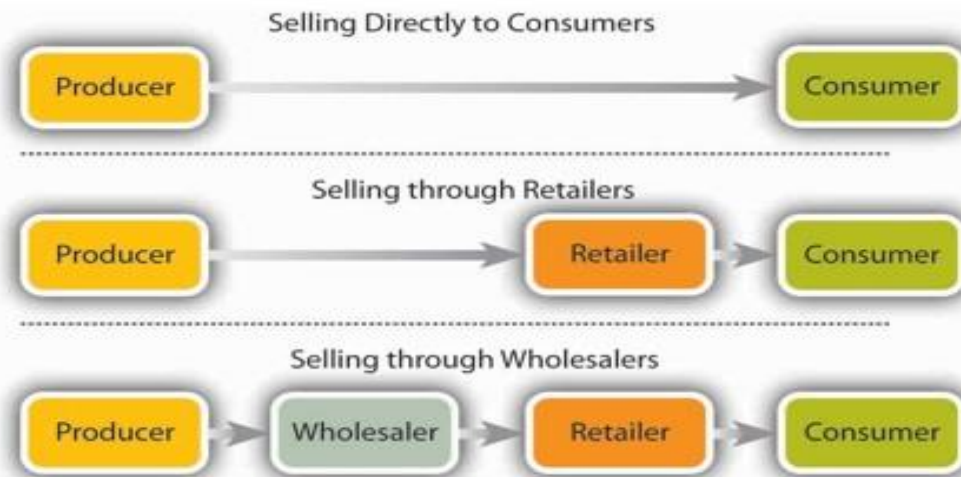 Selling Directly to Consumers
Producer
Consumer
Selling through Retailers
Producer
Retailer
Consumer
Selling through Wholesalers
Producer
Wholesaler
Retailer
Consumer